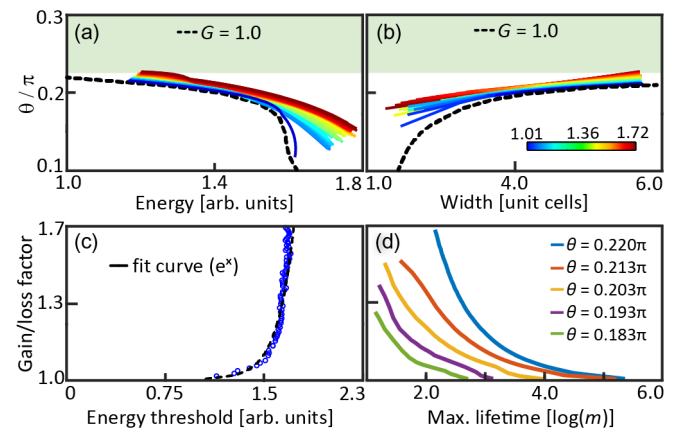 0.3
(a)
G = 1.0
(b)
G = 1.0
θ / π
0.2
0.1
1.01 1.36 1.72
1.0 1.4 1.8
1.0 4.0 6.0
Energy [arb. units]
Width [unit cells]
1.7
(c)
fit curve (eˣ)
(d)
θ = 0.220π
θ = 0.213π
θ = 0.203π
θ = 0.193π
θ = 0.183π
Gain/loss factor
1.3
1.0
0 0.75 1.5 2.3
2.0 4.0 6.0
Energy threshold [arb. units]
Max. lifetime [log(m)]